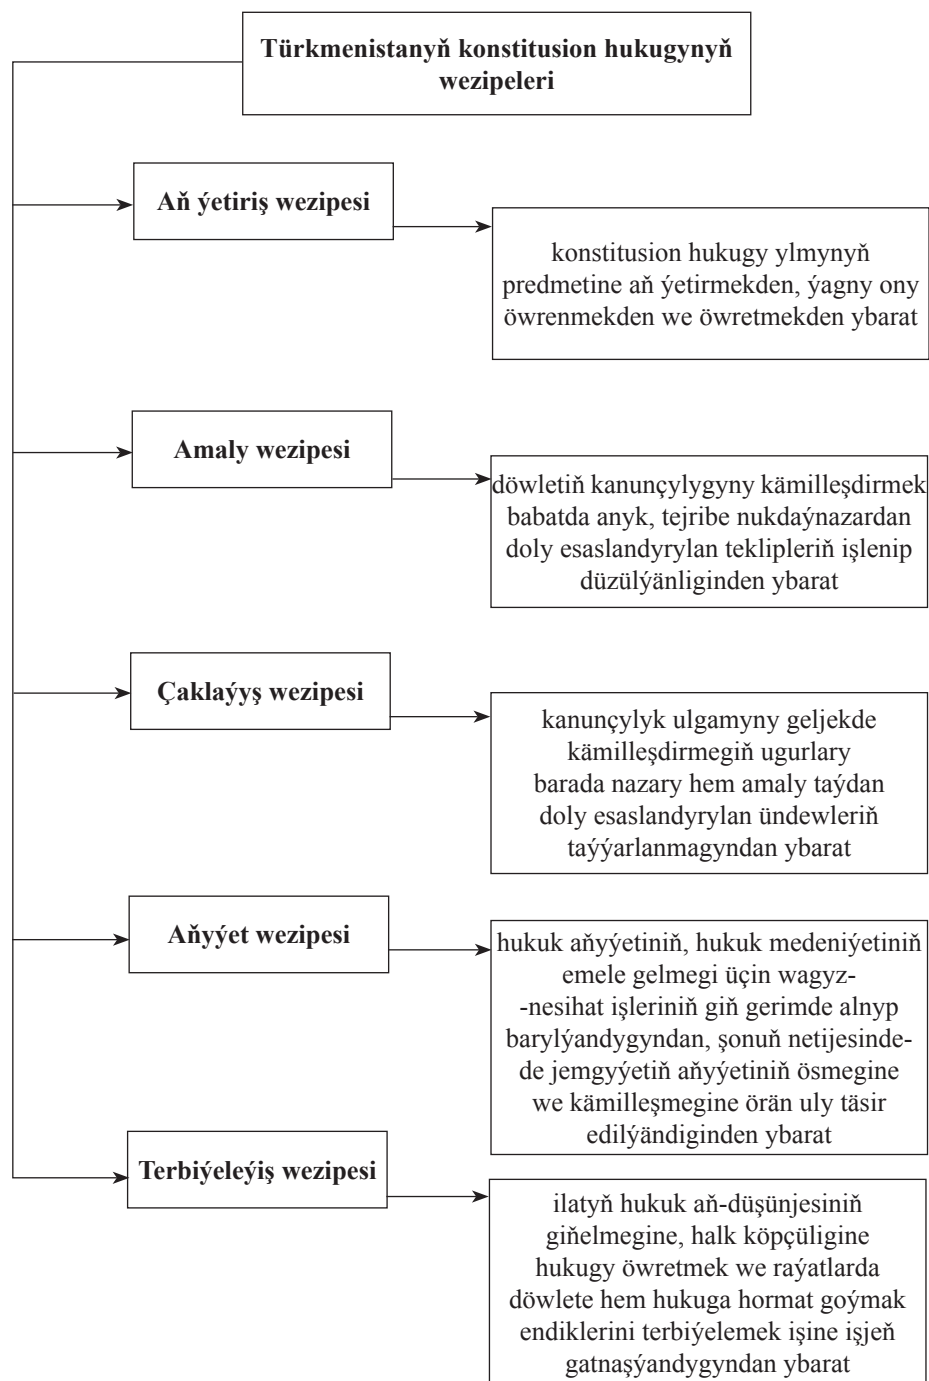 Türkmenistanyň konstitusion hukugynyň
wezipeleri
Aň ýetiriş wezipesi
konstitusion hukugy ylmynyň
predmetine aň ýetirmekden, ýagny ony
öwrenmekden we öwretmekden ybarat
Amaly wezipesi
döwletiň kanunçylygyny kämilleşdirmek
babatda anyk, tejribe nukdaýnazardan
doly esaslandyrylan teklipleriň işlenip
düzülýänliginden ybarat
Çaklaýyş wezipesi
kanunçylyk ulgamyny geljekde
kämilleşdirmegiň ugurlary
barada nazary hem amaly taýdan
doly esaslandyrylan ündewleriň
taýýarlanmagyndan ybarat
Aňyýet wezipesi
hukuk aňyýetiniň, hukuk medeniýetiniň
emele gelmegi üçin wagyz-
-nesihat işleriniň giň gerimde alnyp
barylýandygyndan, şonuň netijesinde-
de jemgyýetiň aňyýetiniň ösmegine
we kämilleşmegine örän uly täsir
edilýändiginden ybarat
Terbiýeleýiş wezipesi
ilatyň hukuk aň-düşünjesiniň
giňelmegine, halk köpçüligine
hukugy öwretmek we raýatlarda
döwlete hem hukuga hormat goýmak
endiklerini terbiýelemek işine işjeň
gatnaşýandygyndan ybarat